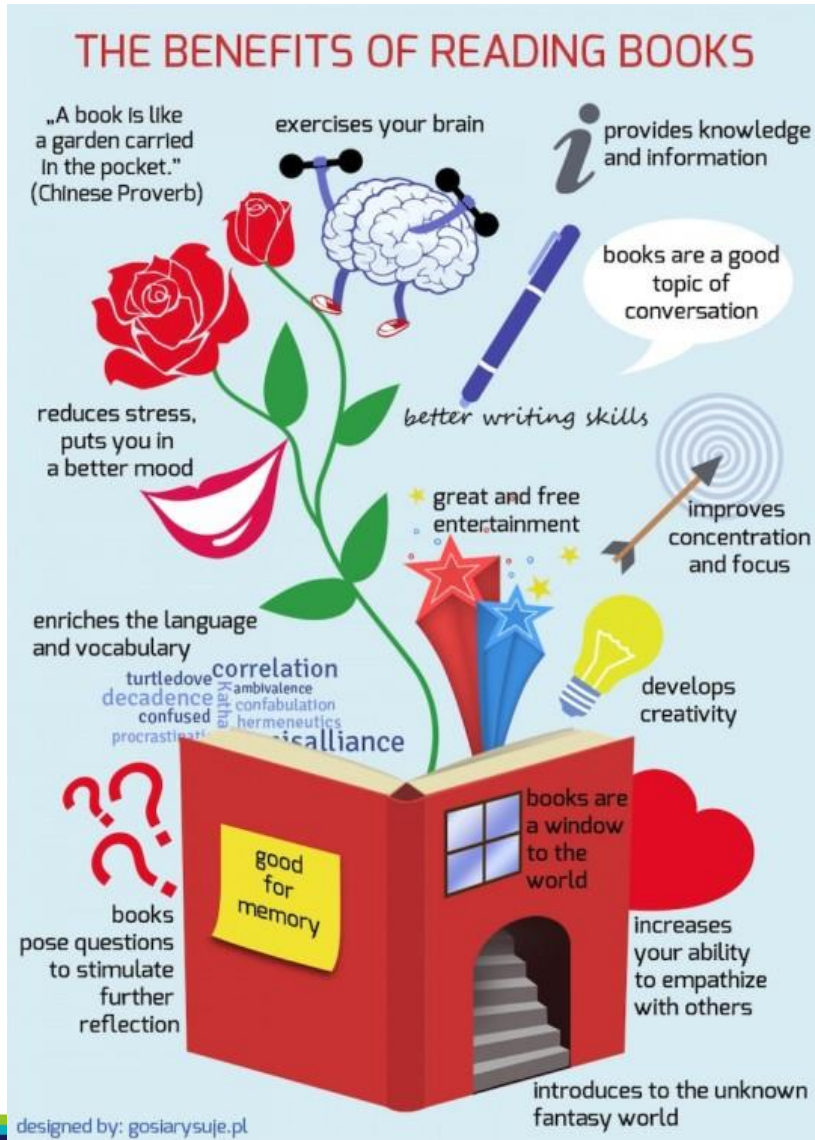 THE BENEFITS OF READING BOOKS
„A book is like
a garden carried
in the pocket.”
(Chinese Proverb)
exercises your brain
provides knowledge
and information
books are a good
topic of
conversation
reduces stress,
puts you in
a better mood
better writing skills
great and free
entertainment
improves
concentration
and focus
enriches the language
and vocabulary
turtledove
correlation
decadence
ambivalence
confabulation
confused
hermeneutics
develops
creativity
books are
a window
to the
world
good
for
memory
books
pose questions
to stimulate
further
reflection
increases
your ability
to empathize
with others
introduces to the unknown
fantasy world
designed by: gosiarysuje.pl